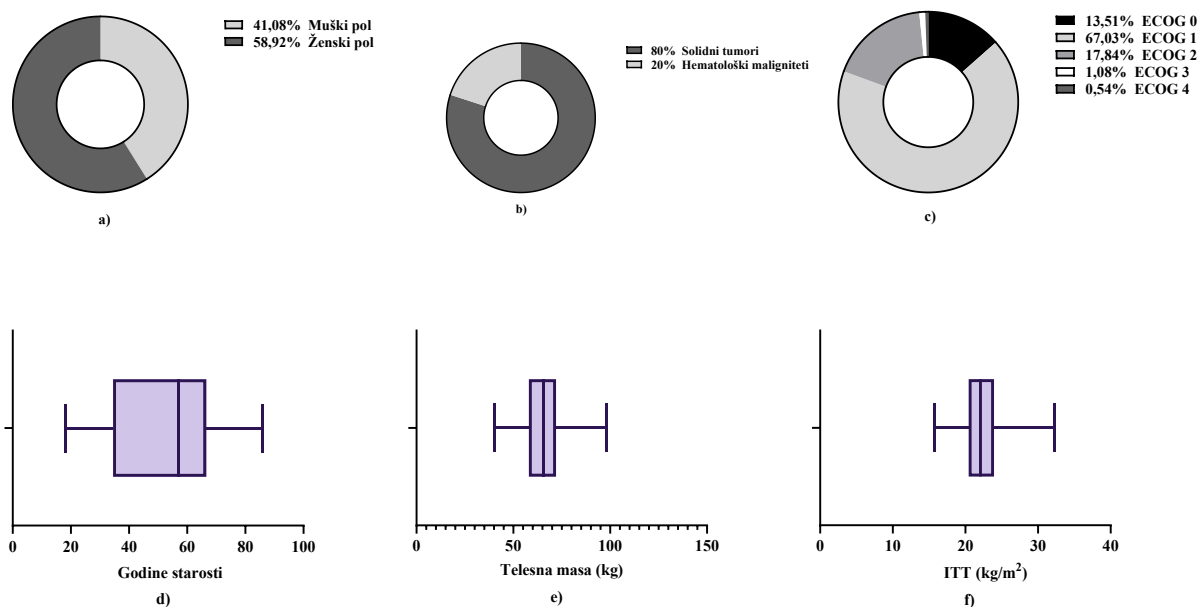 41,08% Muški pol
58,92% Ženski pol
a)
80% Solidni tumori
20% Hematološki maligniteti
b)
13,51% ECOG 0
67,03% ECOG 1
17,84% ECOG 2
1,08% ECOG 3
0,54% ECOG 4
c)
0 20 40 60 80 100
Godine starosti
d)
0 50 100 150
Telesna masa (kg)
e)
0 10 20 30 40
ITT (kg/m²)
f)